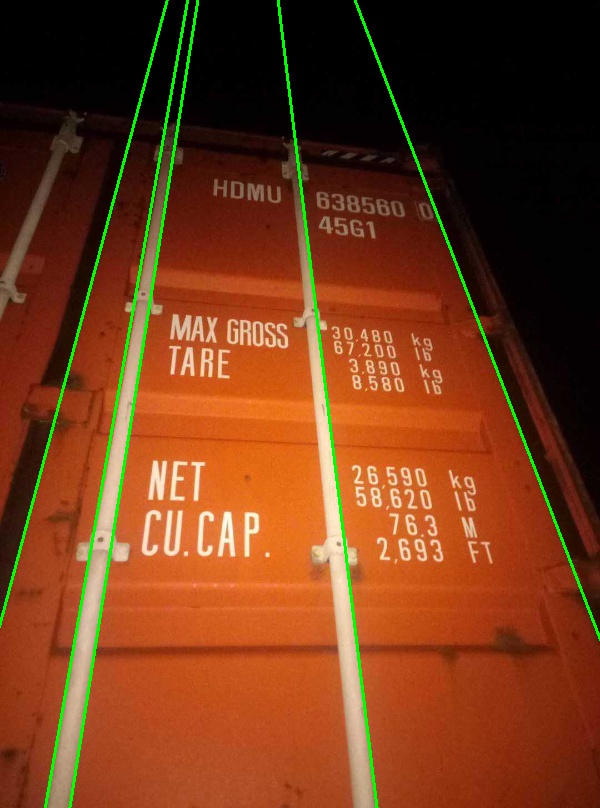 HDMU 638560 0
45G1
MAX GROSS 30.480 kg
67,200 lb
TARE 3,890 kg
8,580 lb
NET 26,590 kg
58,620 lb
CU.CAP. 76.3 M
2,693 FT